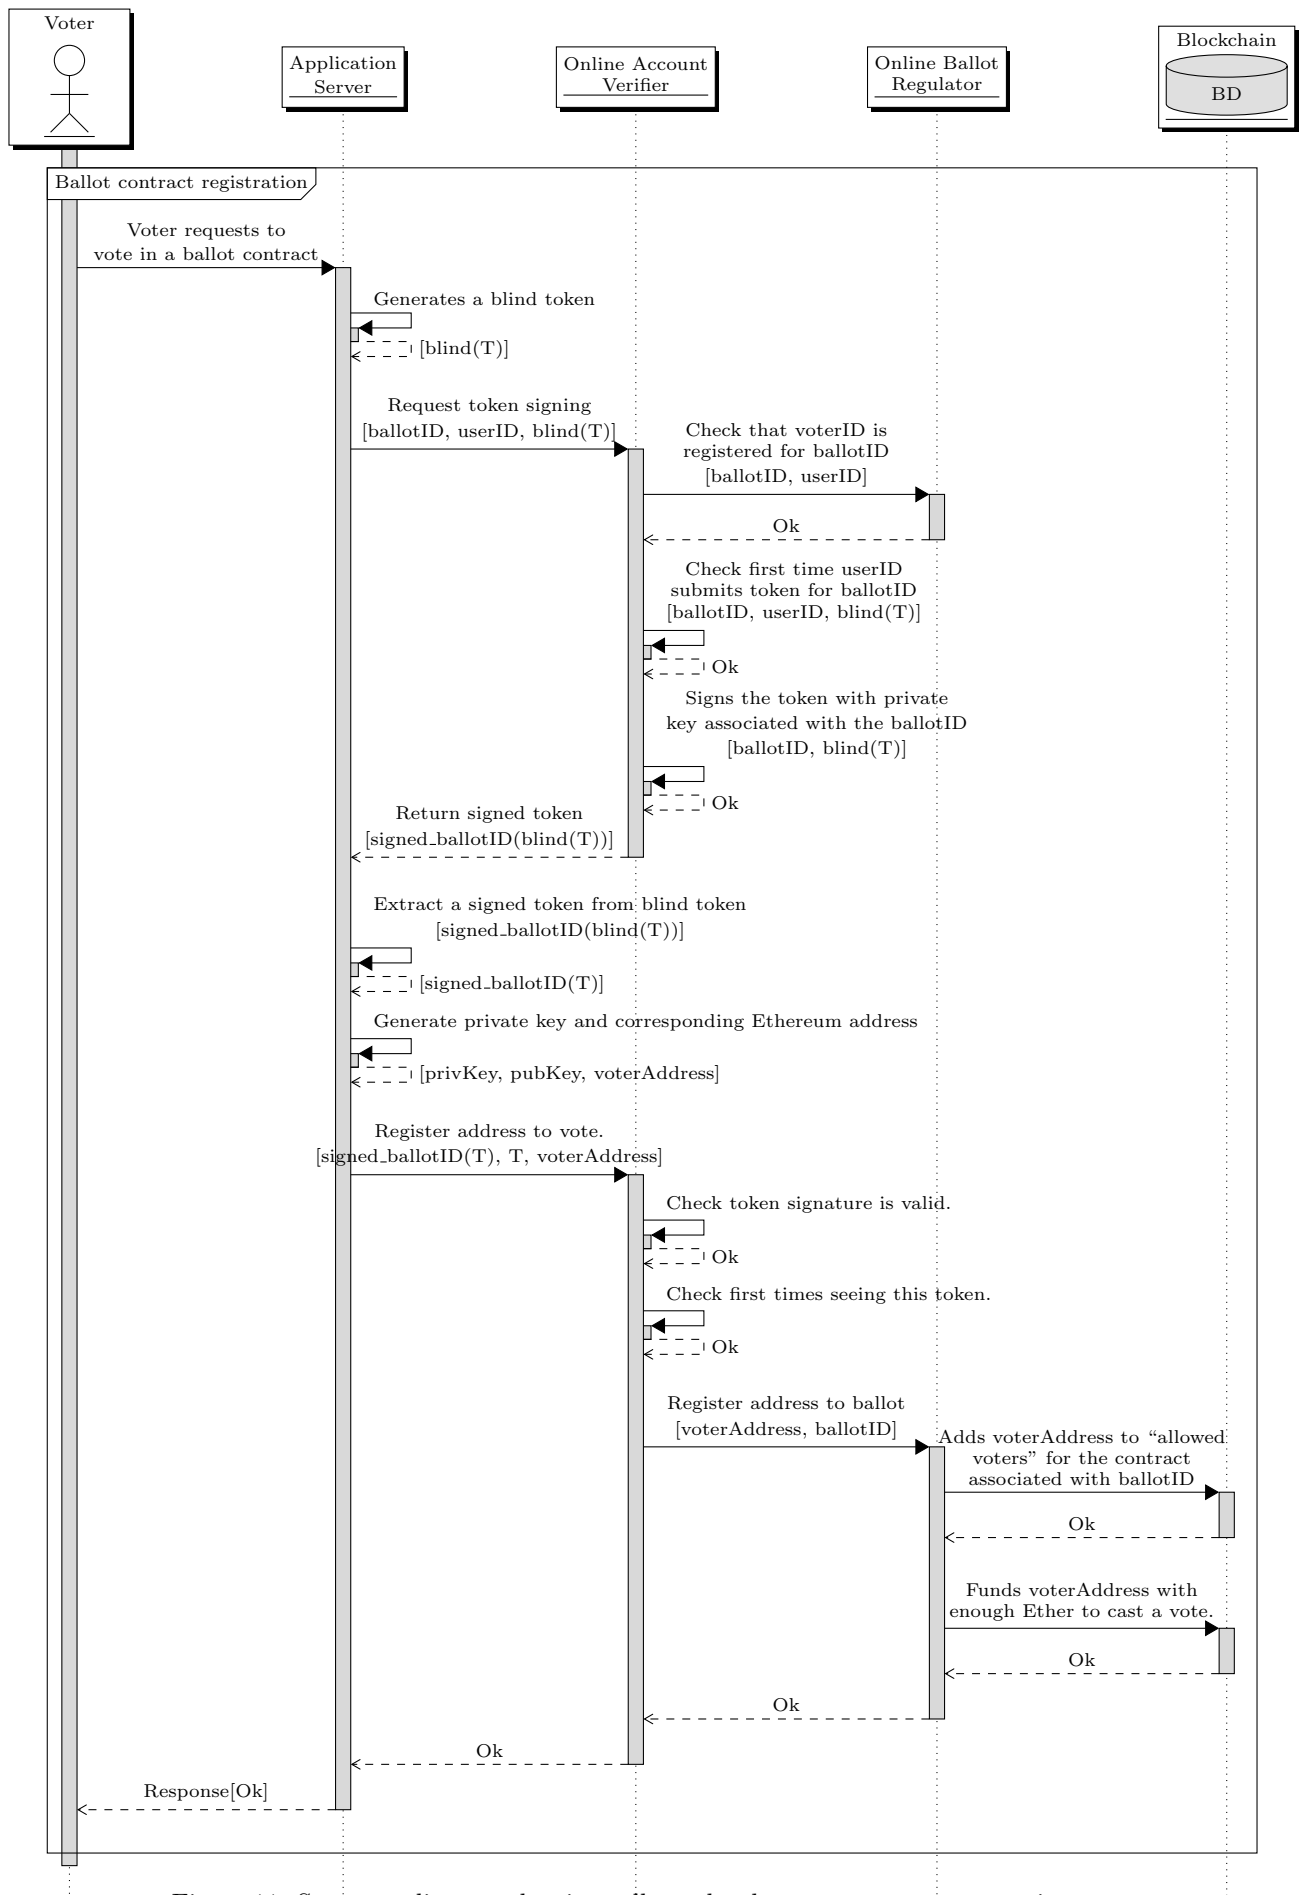 Voter
Application
Server
Online Account
Verifier
Online Ballot
Regulator
Blockchain
BD
Ballot contract registration
Voter requests to
vote in a ballot contract
Generates a blind token
[blind(T)]
Request token signing
[ballotID, userID, blind(T)]
Check that voterID is
registered for ballotID
[ballotID, userID]
Ok
Check first time userID
submits token for ballotID
[ballotID, userID, blind(T)]
Ok
Signs the token with private
key associated with the ballotID
[ballotID, blind(T)]
Ok
Return signed token
[signed_ballotID(blind(T))]
Extract a signed token from blind token
[signed_ballotID(blind(T))]
[signed_ballotID(T)]
Generate private key and corresponding Ethereum address
[privKey, pubKey, voterAddress]
Register address to vote.
[signed_ballotID(T), T, voterAddress]
Check token signature is valid.
Ok
Check first times seeing this token.
Ok
Register address to ballot
[voterAddress, ballotID]
Adds voterAddress to “allowed
voters” for the contract
associated with ballotID
Ok
Funds voterAddress with
enough Ether to cast a vote.
Ok
Ok
Ok
Response[Ok]